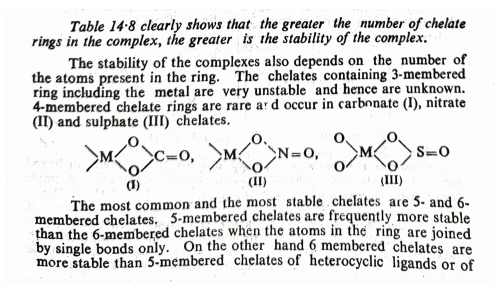 Table 14·8 clearly shows that the greater the number of chelate
rings in the complex, the greater is the stability of the complex.
The stability of the complexes also depends on the number of
the atoms present in the ring. The chelates containing 3-membered
ring including the metal are very unstable and hence are unknown.
4-membered chelate rings are rare ar d occur in carbonate (I), nitrate
(II) and sulphate (III) chelates.
>M<O O>C=O, >M<O O>N=O, O O>M<O O>S=O
(I) (II) (III)
The most common and the most stable chelates are 5- and 6-
membered chelates. 5-membered chelates are frequently more stable
than the 6-membered chelates when the atoms in the ring are joined
by single bonds only. On the other hand 6 membered chelates are
more stable than 5-membered chelates of heterocyclic ligands or of